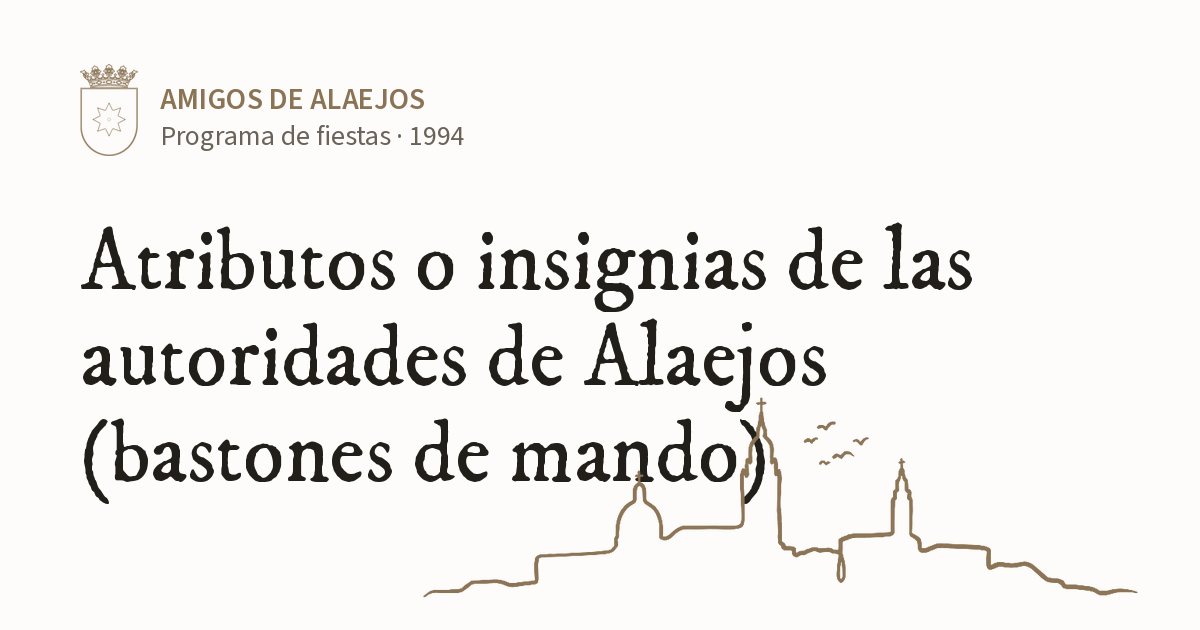 AMIGOS DE ALAEJOS
Programa de fiestas · 1994
Atributos o insignias de las
autoridades de Alaejos
(bastones de mando)